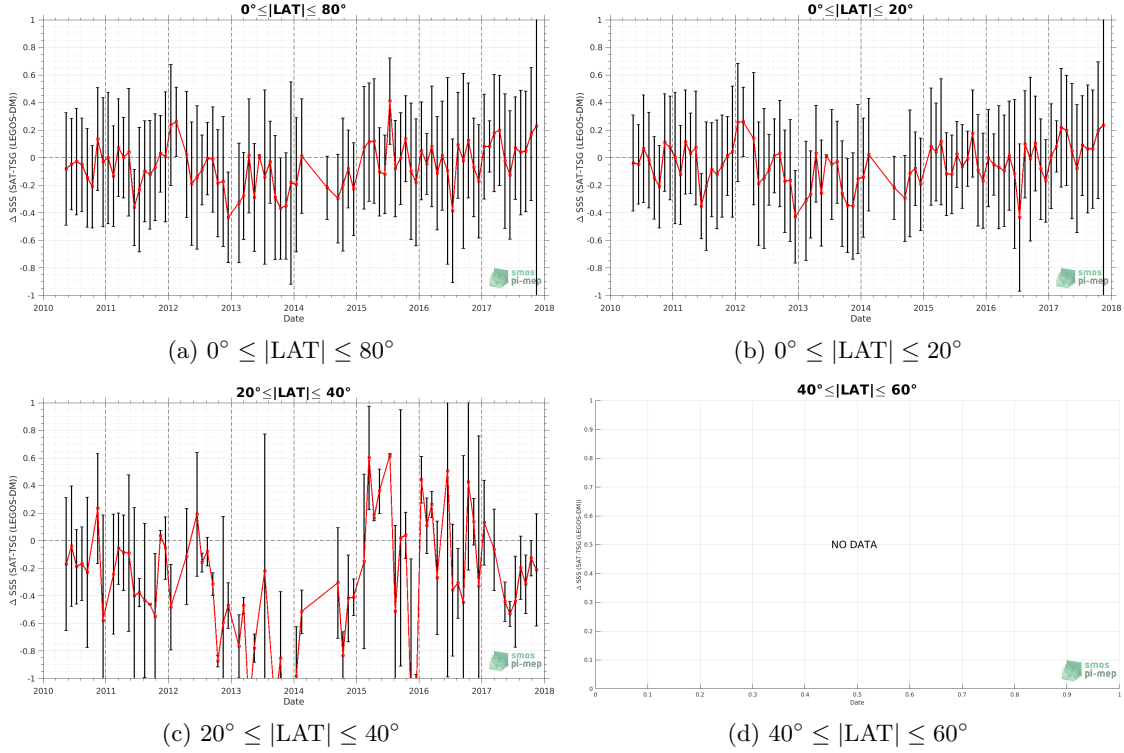 0°≤|LAT|≤ 80°
Δ SSS (SAT-TSG (LEGOS-DM))
1
0.8
0.6
0.4
0.2
0
-0.2
-0.4
-0.6
-0.8
-1
2010 2011 2012 2013 2014 2015 2016 2017 2018
Date
smos
pi-mep
(a) 0° ≤ |LAT| ≤ 80°
0°≤|LAT|≤ 20°
Δ SSS (SAT-TSG (LEGOS-DM))
1
0.8
0.6
0.4
0.2
0
-0.2
-0.4
-0.6
-0.8
-1
2010 2011 2012 2013 2014 2015 2016 2017 2018
Date
smos
pi-mep
(b) 0° ≤ |LAT| ≤ 20°
20°≤|LAT|≤ 40°
Δ SSS (SAT-TSG (LEGOS-DM))
1
0.8
0.6
0.4
0.2
0
-0.2
-0.4
-0.6
-0.8
-1
2010 2011 2012 2013 2014 2015 2016 2017 2018
Date
smos
pi-mep
(c) 20° ≤ |LAT| ≤ 40°
40°≤|LAT|≤ 60°
Δ SSS (SAT-TSG (LEGOS-DM))
1
0.9
0.8
0.7
0.6
0.5
0.4
0.3
0.2
0.1
0
NO DATA
0 0.1 0.2 0.3 0.4 0.5 0.6 0.7 0.8 0.9 1
Date
smos
pi-mep
(d) 40° ≤ |LAT| ≤ 60°